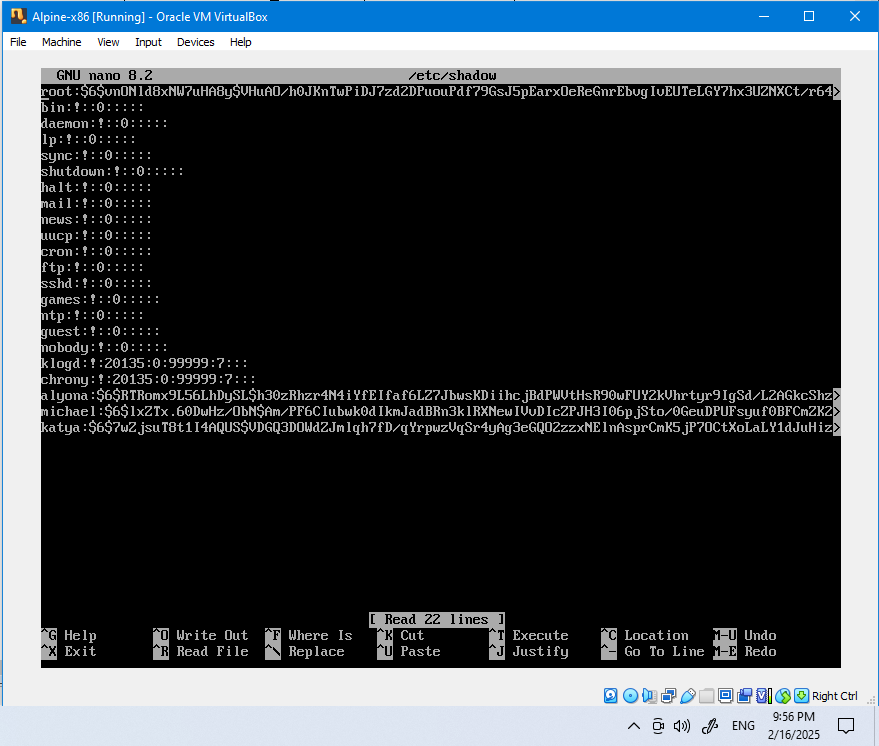 Alpine-x86 [Running] - Oracle VM VirtualBox
File Machine View Input Devices Help
GNU nano 8.2 /etc/shadow
root:$6$vnON1d8xNW7uHA8y$VHuAO/h0JKnTwPiDJ7zd2DPuouPdf79GsJ5pEarxOeReGnrEbvgIvEUTeLGY7hx3UZNXCt/r64>
bin:!::0:::::
daemon:!::0:::::
lp:!::0:::::
sync:!::0:::::
shutdown:!::0:::::
halt:!::0:::::
mail:!::0:::::
news:!::0:::::
uucp:!::0:::::
cron:!::0:::::
ftp:!::0:::::
sshd:!::0:::::
games:!::0:::::
ntp:!::0:::::
guest:!::0:::::
nobody:!::0:::::
klogd:!:20135:0:99999:7:::
chrony:!:20135:0:99999:7:::
alyona:$6$RTRomx9L56LhDySL$h30zRhzr4N4iYfEIfaf6LZ7JbwsKDiihcjBdPWVtHsR90wFUY2kVhrtyr9IgSd/L2AGkcShz>
michael:$6$lxZTx.60DwHz/ObN$Am/PF6CIubwk0dIkmJadBRn3klRXNewIVvDIcZPJH3I06pjSto/0GeuDPUFsyuf0BFCmZK2>
katya:$6$7wZjsuT8t1I4AQUS$VDGQ3DOWdZJmlqh7fD/qYrpwzVqSr4yAg3eGQO2zzxNElnAsprCmK5jP7OCtXoLaLY1dJuHiz>
[ Read 22 lines ]
^G Help ^O Write Out ^F Where Is ^K Cut ^T Execute ^C Location M-U Undo
^X Exit ^R Read File ^\ Replace ^U Paste ^J Justify ^- Go To Line M-E Redo
Right Ctrl
ENG
9:56 PM
2/16/2025